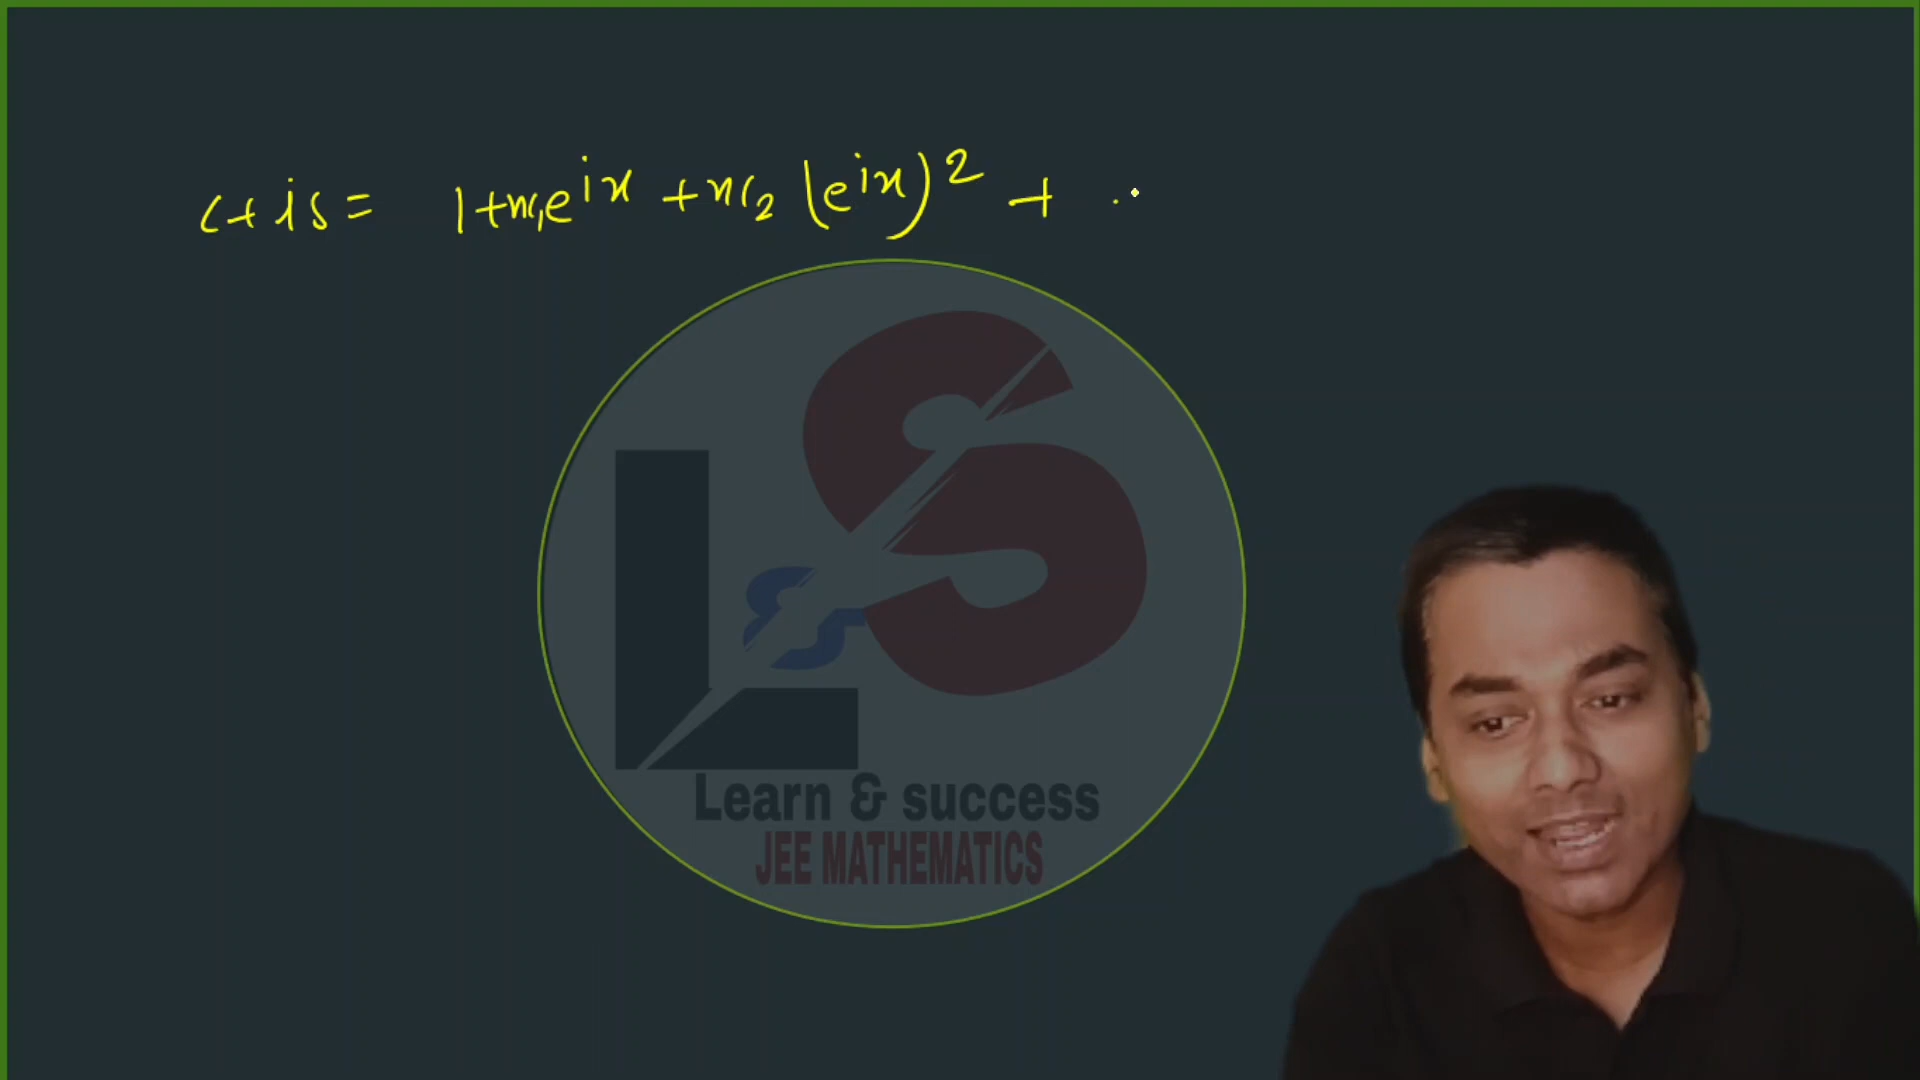 c+is = 1+nc₁e^{ix} + nc₂ (e^{ix})² + ..
L&S
Learn & success
JEE MATHEMATICS